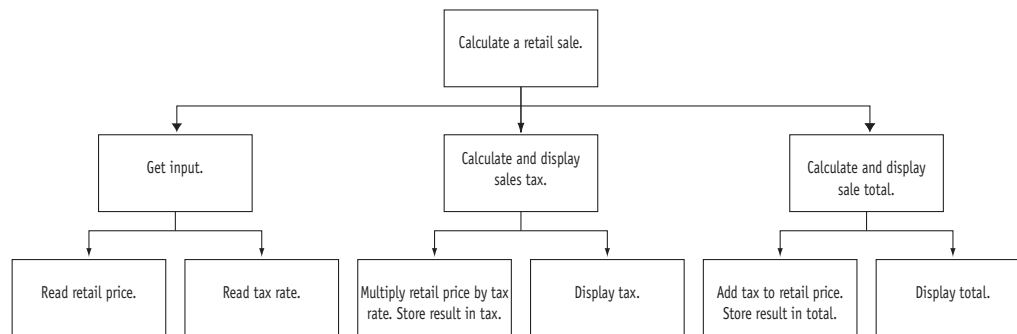 Calculate a retail sale.
Get input.
Calculate and display
sales tax.
Calculate and display
sale total.
Read retail price.
Read tax rate.
Multiply retail price by tax
rate. Store result in tax.
Display tax.
Add tax to retail price.
Store result in total.
Display total.